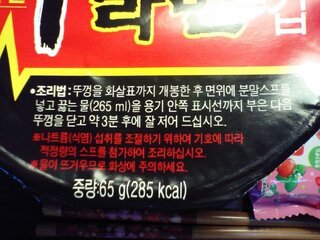 라면
컵
•조리법 : 뚜껑을 화살표까지 개봉한 후 면위에 분말스프를
넣고 끓는 물(265 ml)을 용기 안쪽 표시선까지 부은 다음
뚜껑을 닫고 약 3분 후에 잘 저어 드십시오.
※나트륨(식염) 섭취를 조절하기 위하여 기호에 따라
적정량의 스프를 첨가하여 조리하십시오.
※물이 뜨거우므로 화상에 주의하세요.
중량:65 g(285 kcal)